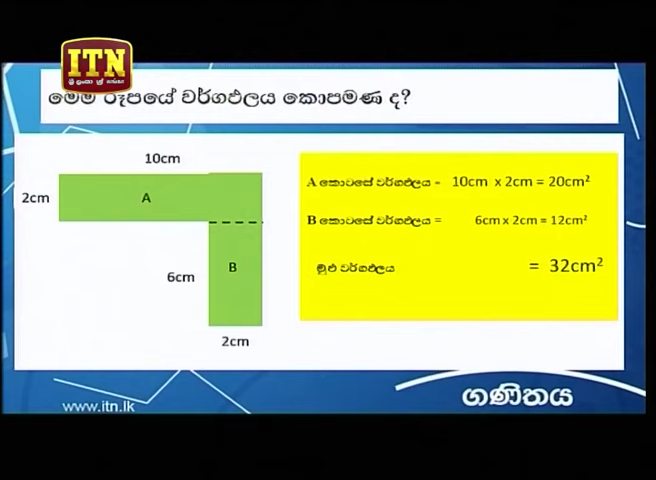 ITN
ශ්‍රී ලංකා ටූ භාෂා
මෙම රූපයේ වර්ගඵලය කොපමණ ද?
10cm
2cm
A
B
6cm
2cm
A කොටසේ වර්ගඵලය = 10cm x 2cm = 20cm²
B කොටසේ වර්ගඵලය = 6cm x 2cm = 12cm²
මුළු වර්ගඵලය = 32cm²
ගණිතය
www.itn.lk